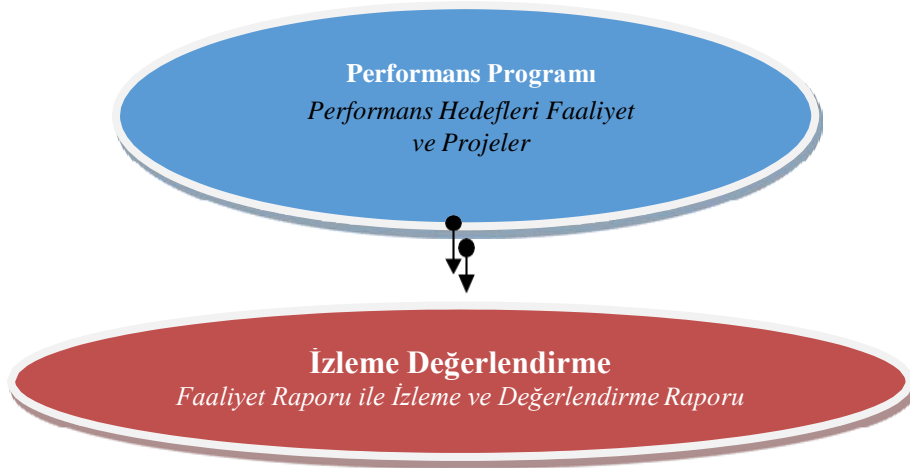 Performans Programı
Performans Hedefleri Faaliyet
ve Projeler
İzleme Değerlendirme
Faaliyet Raporu ile İzleme ve Değerlendirme Raporu